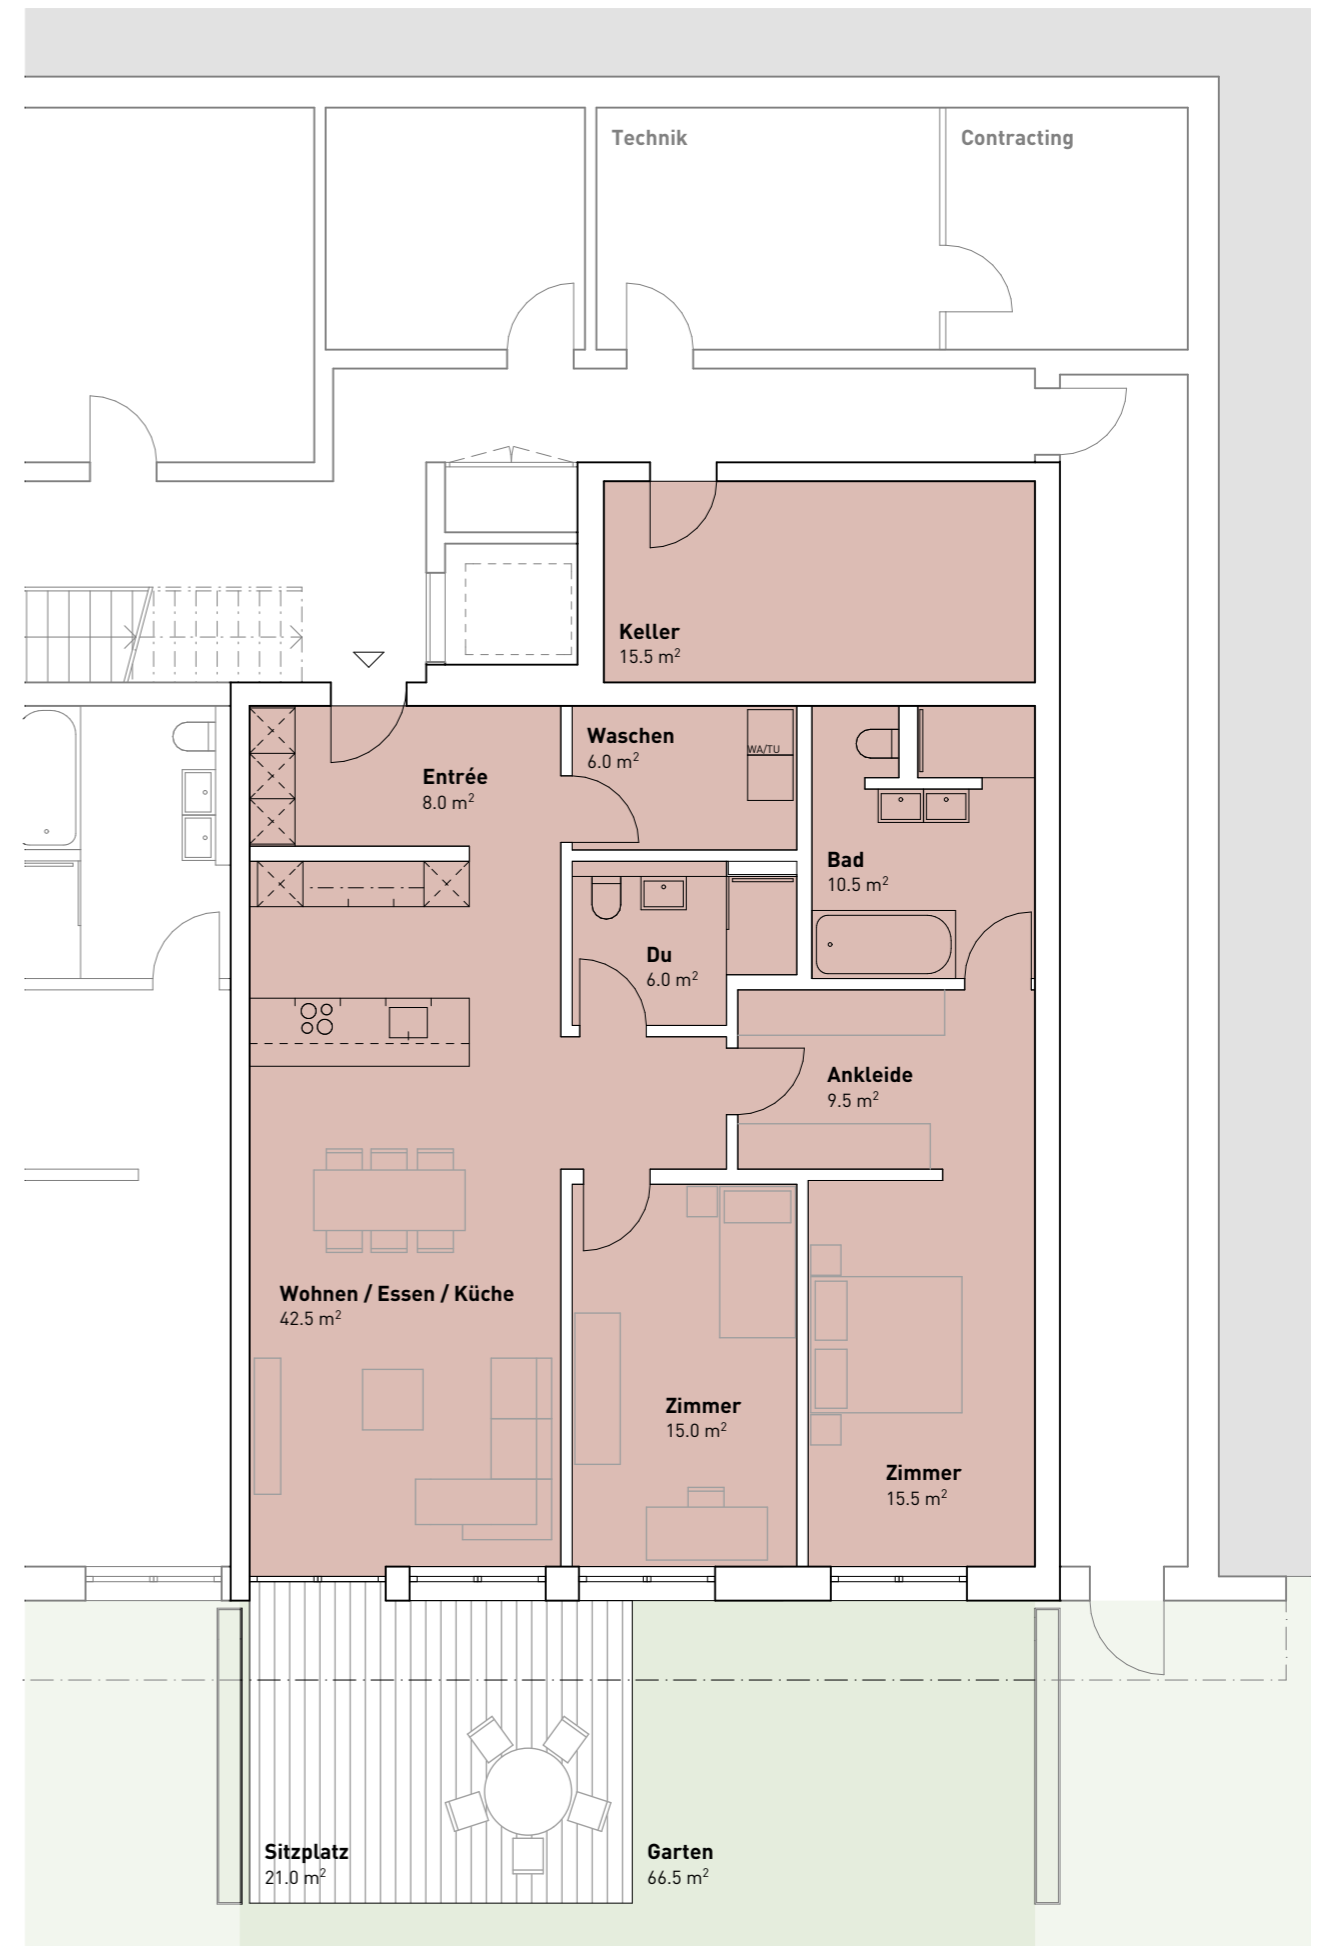 Technik
Contracting
Keller
15.5 m²
Entrée
8.0 m²
Waschen
6.0 m²
WA/TU
Bad
10.5 m²
Du
6.0 m²
Ankleide
9.5 m²
Wohnen / Essen / Küche
42.5 m²
Zimmer
15.0 m²
Zimmer
15.5 m²
Sitzplatz
21.0 m²
Garten
66.5 m²